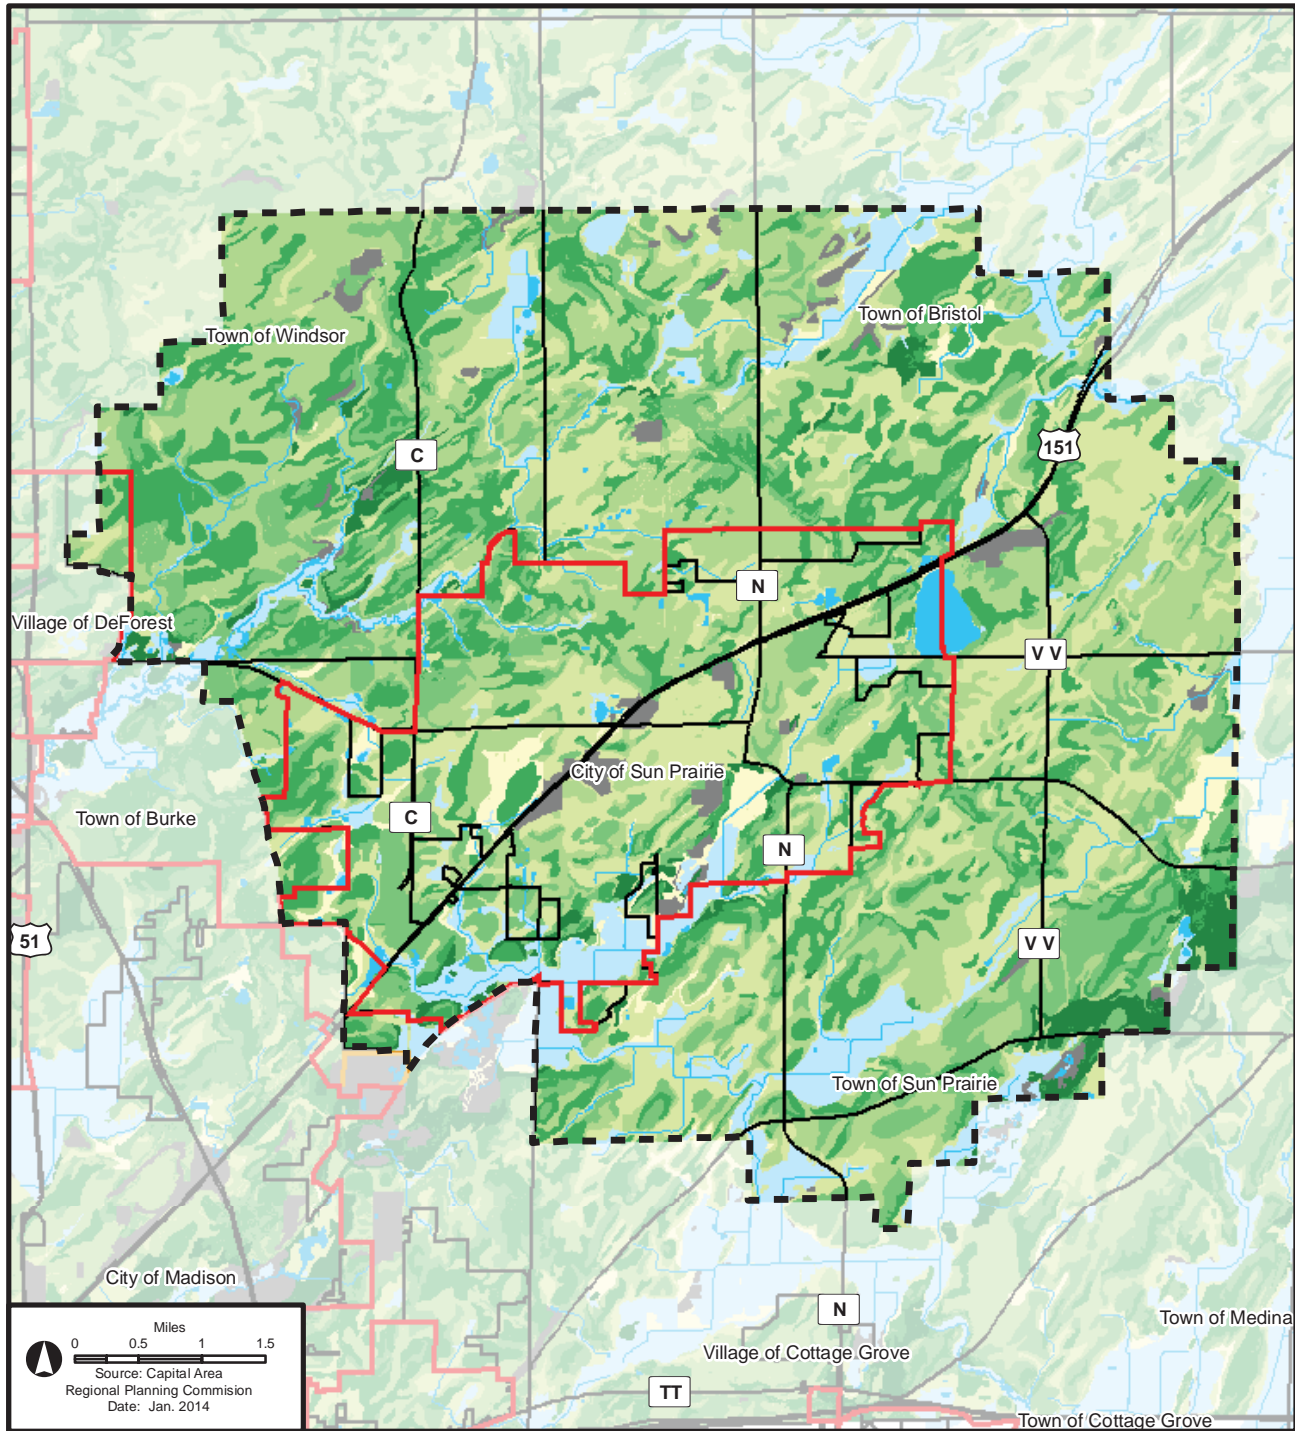 Town of Bristol
Town of Windsor
151
C
N
Village of DeForest
V V
City of Sun Prairie
Town of Burke
C
N
51
V V
Town of Sun Prairie
City of Madison
N
Town of Medina
Village of Cottage Grove
TT
Town of Cottage Grove
Miles
0 0.5 1 1.5
Source: Capital Area
Regional Planning Commision
Date: Jan. 2014